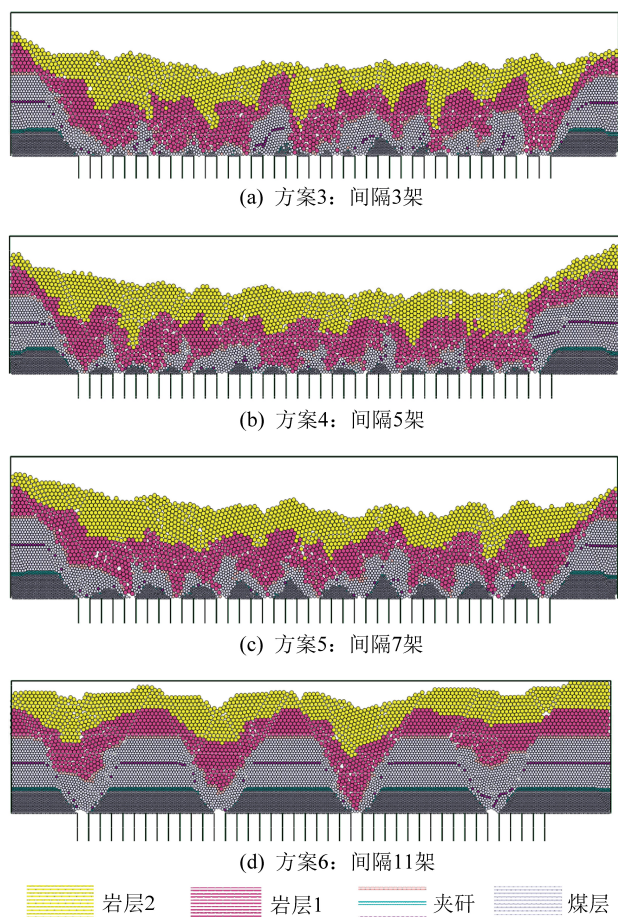 (a) 方案3：间隔3架
(b) 方案4：间隔5架
(c) 方案5：间隔7架
(d) 方案6：间隔11架
岩层2 岩层1 夹矸 煤层